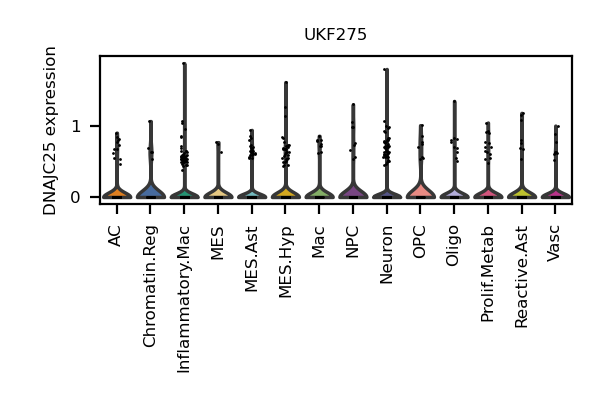 UKF275
DNAJC25 expression
1
0
AC
Chromatin.Reg
Inflammatory.Mac
MES
MES.Ast
MES.Hyp
Mac
NPC
Neuron
OPC
Oligo
Prolif.Metab
Reactive.Ast
Vasc